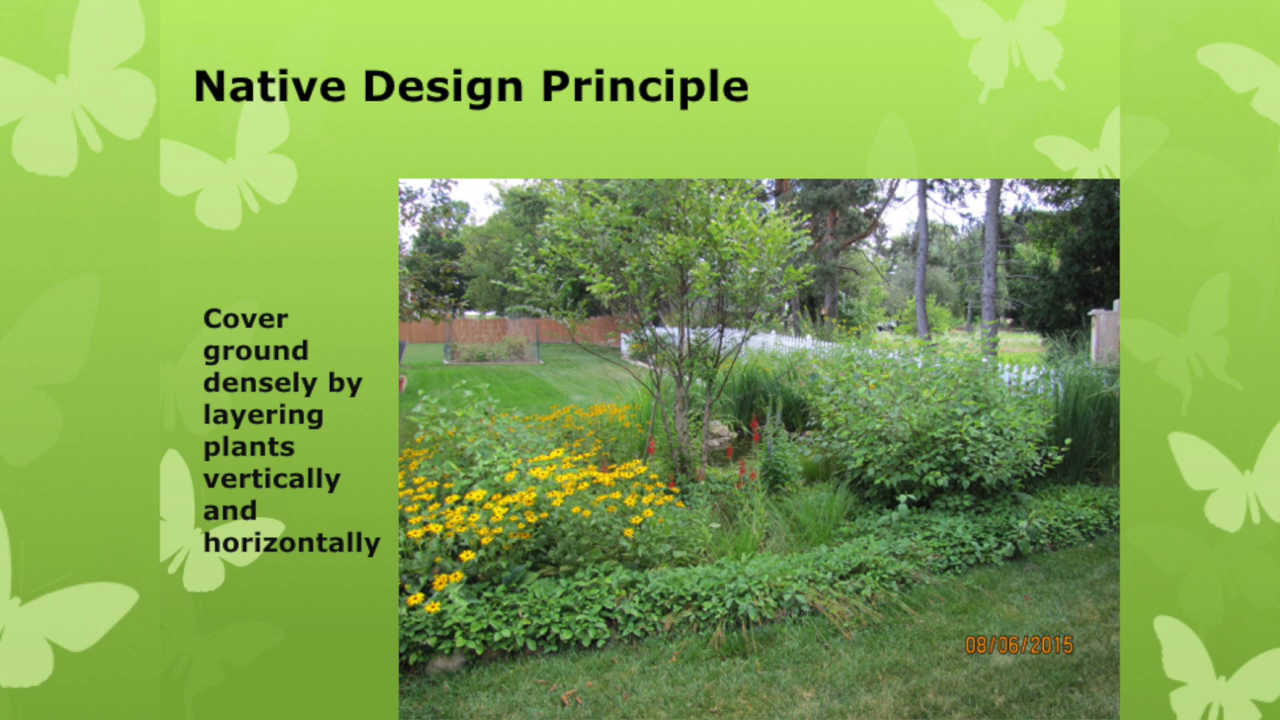 Native Design Principle
Cover
ground
densely by
layering
plants
vertically
and
horizontally
08/06/2015